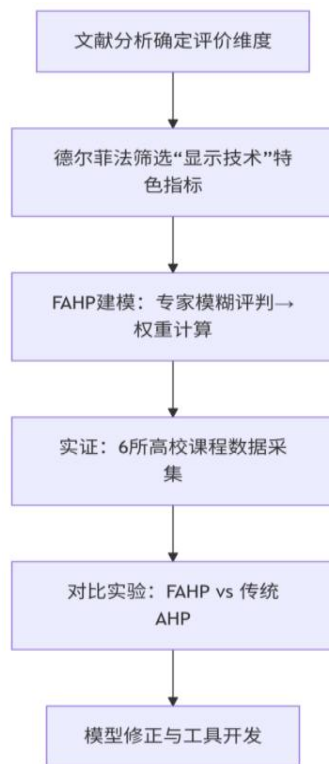 文献分析确定评价维度
德尔菲法筛选“显示技术”特
色指标
FAHP建模：专家模糊评判→
权重计算
实证：6所高校课程数据采
集
对比实验：FAHP vs 传统
AHP
模型修正与工具开发